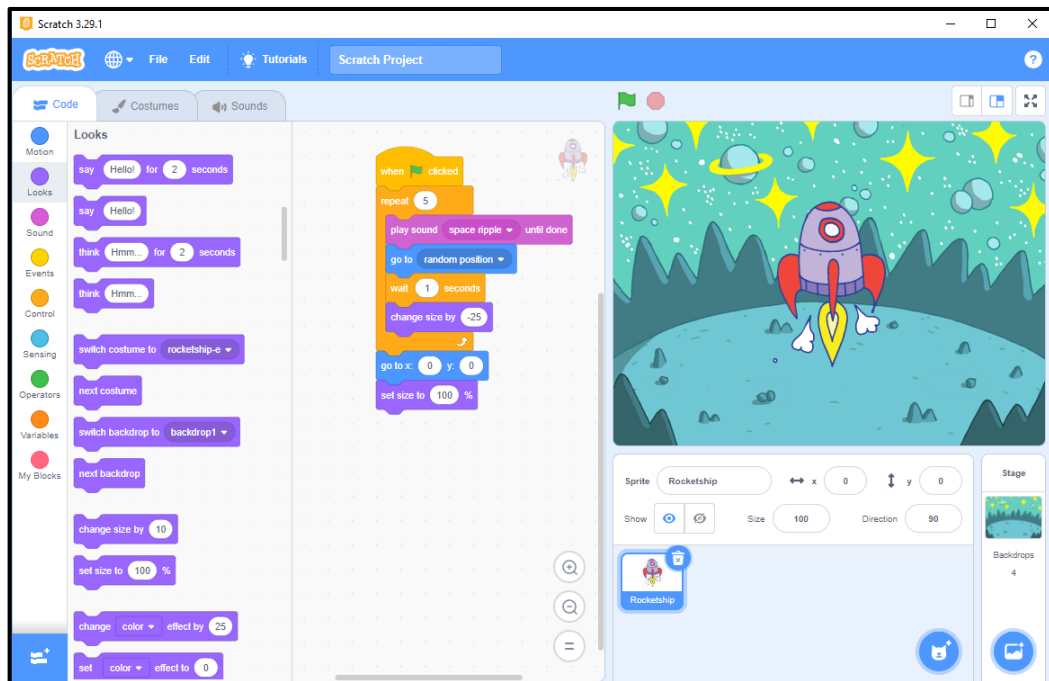 Scratch 3.29.1
SCRATCH File Edit Tutorials Scratch Project ?
Code Costumes Sounds
Motion
Looks
Sound
Events
Control
Sensing
Operators
Variables
My Blocks
Looks
say Hello! for 2 seconds
say Hello!
think Hmm... for 2 seconds
think Hmm...
switch costume to rocketship-e
next costume
switch backdrop to backdrop1
next backdrop
change size by 10
set size to 100 %
change color effect by 25
set color effect to 0
when clicked
repeat 5
play sound space ripple until done
go to random position
wait 1 seconds
change size by -25
go to x: 0 y: 0
set size to 100 %
Sprite Rocketship x 0 y 0
Show Size 100 Direction 90
Rocketship
Stage
Backdrops
4